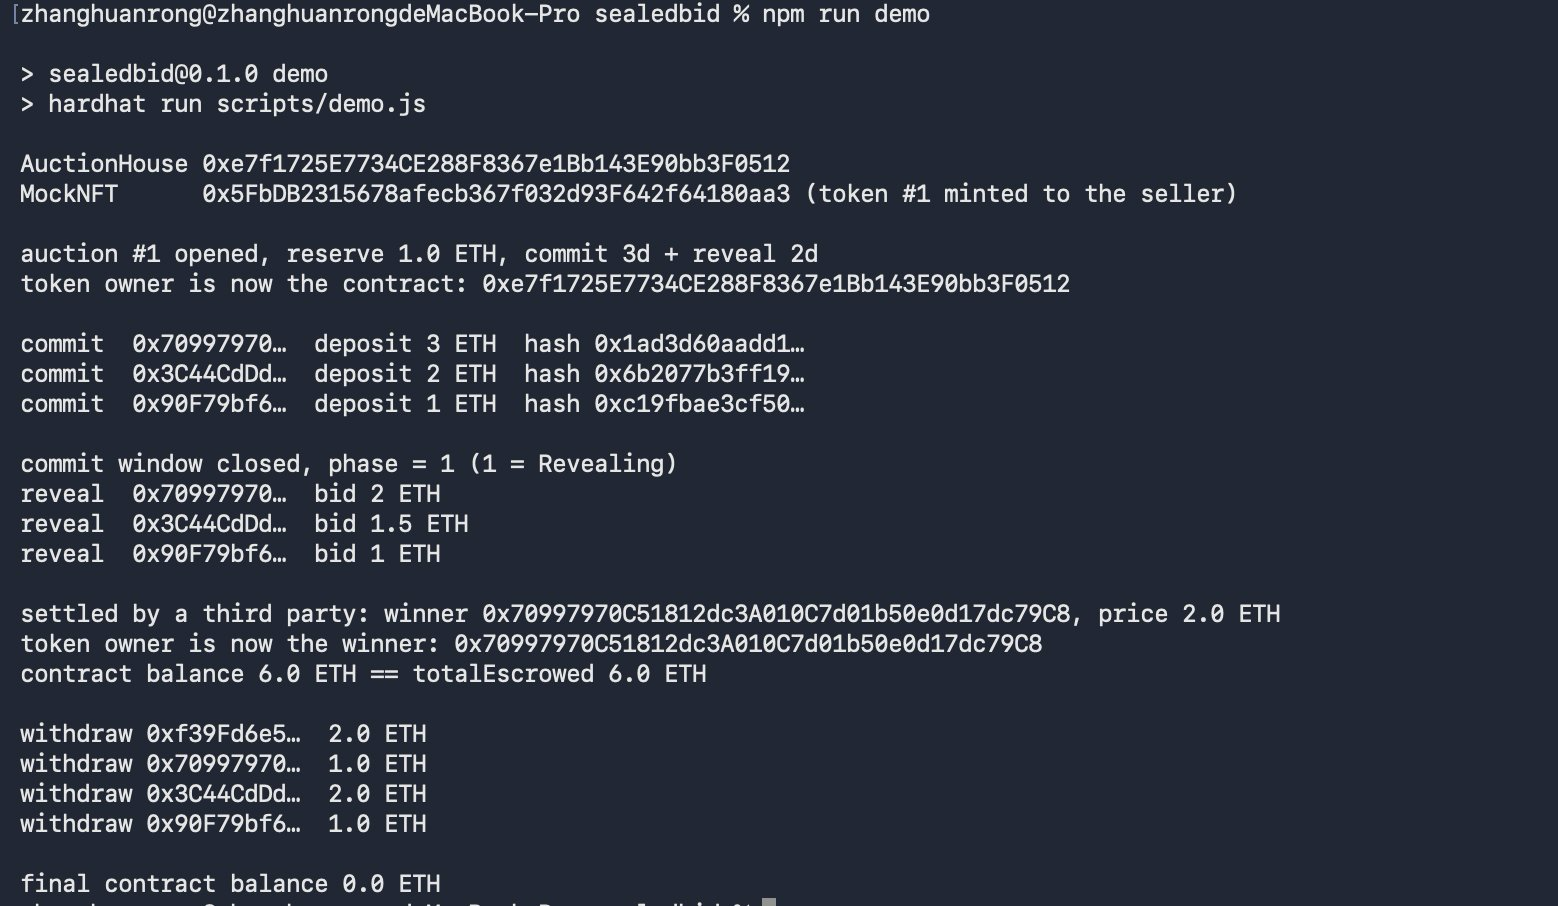 [zhanghuanrong@zhanghuanrongdeMacBook-Pro sealedbid % npm run demo
> sealedbid@0.1.0 demo
> hardhat run scripts/demo.js
AuctionHouse 0xe7f1725E7734CE288F8367e1Bb143E90bb3F0512
MockNFT      0x5FbDB2315678afecb367f032d93F642f64180aa3 (token #1 minted to the seller)
auction #1 opened, reserve 1.0 ETH, commit 3d + reveal 2d
token owner is now the contract: 0xe7f1725E7734CE288F8367e1Bb143E90bb3F0512
commit  0x70997970…  deposit 3 ETH  hash 0x1ad3d60aadd1…
commit  0x3C44CdDd…  deposit 2 ETH  hash 0x6b2077b3ff19…
commit  0x90F79bf6…  deposit 1 ETH  hash 0xc19fbae3cf50…
commit window closed, phase = 1 (1 = Revealing)
reveal  0x70997970…  bid 2 ETH
reveal  0x3C44CdDd…  bid 1.5 ETH
reveal  0x90F79bf6…  bid 1 ETH
settled by a third party: winner 0x70997970C51812dc3A010C7d01b50e0d17dc79C8, price 2.0 ETH
token owner is now the winner: 0x70997970C51812dc3A010C7d01b50e0d17dc79C8
contract balance 6.0 ETH == totalEscrowed 6.0 ETH
withdraw 0xf39Fd6e5…  2.0 ETH
withdraw 0x70997970…  1.0 ETH
withdraw 0x3C44CdDd…  2.0 ETH
withdraw 0x90F79bf6…  1.0 ETH
final contract balance 0.0 ETH